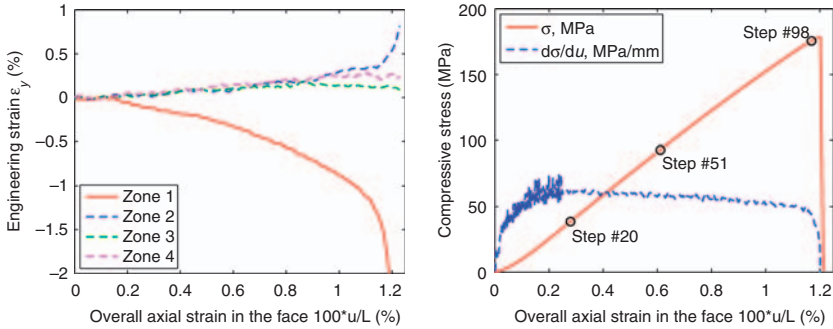 1
0.5
0
−0.5
−1
−1.5
−2
Engineering strain εy (%)
Zone 1
Zone 2
Zone 3
Zone 4
0 0.2 0.4 0.6 0.8 1 1.2
Overall axial strain in the face 100*u/L (%)
200
150
100
50
0
Compressive stress (MPa)
σ, MPa
dσ/du, MPa/mm
Step #98
Step #51
Step #20
0 0.2 0.4 0.6 0.8 1 1.2
Overall axial strain in the face 100*u/L (%)